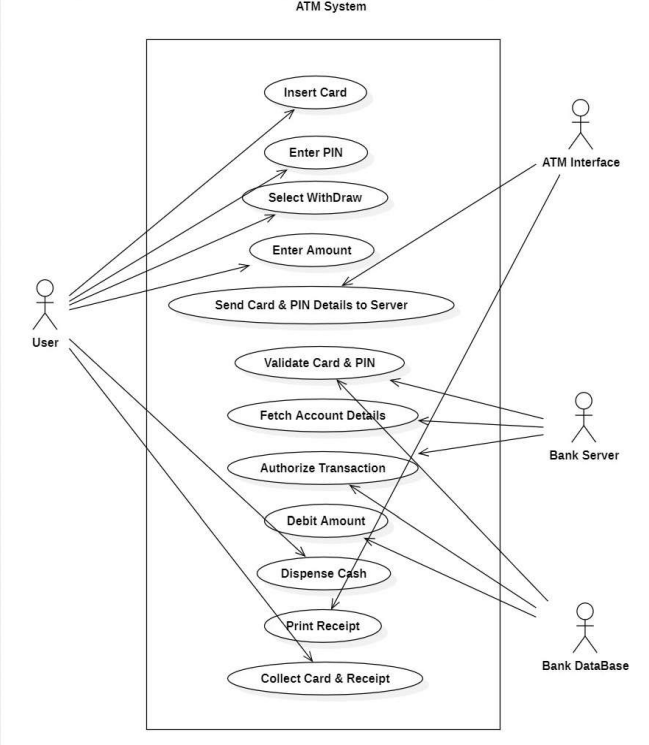 ATM System
Insert Card
Enter PIN
ATM Interface
Select WithDraw
Enter Amount
Send Card & PIN Details to Server
User
Validate Card & PIN
Fetch Account Details
Bank Server
Authorize Transaction
Debit Amount
Dispense Cash
Print Receipt
Bank DataBase
Collect Card & Receipt